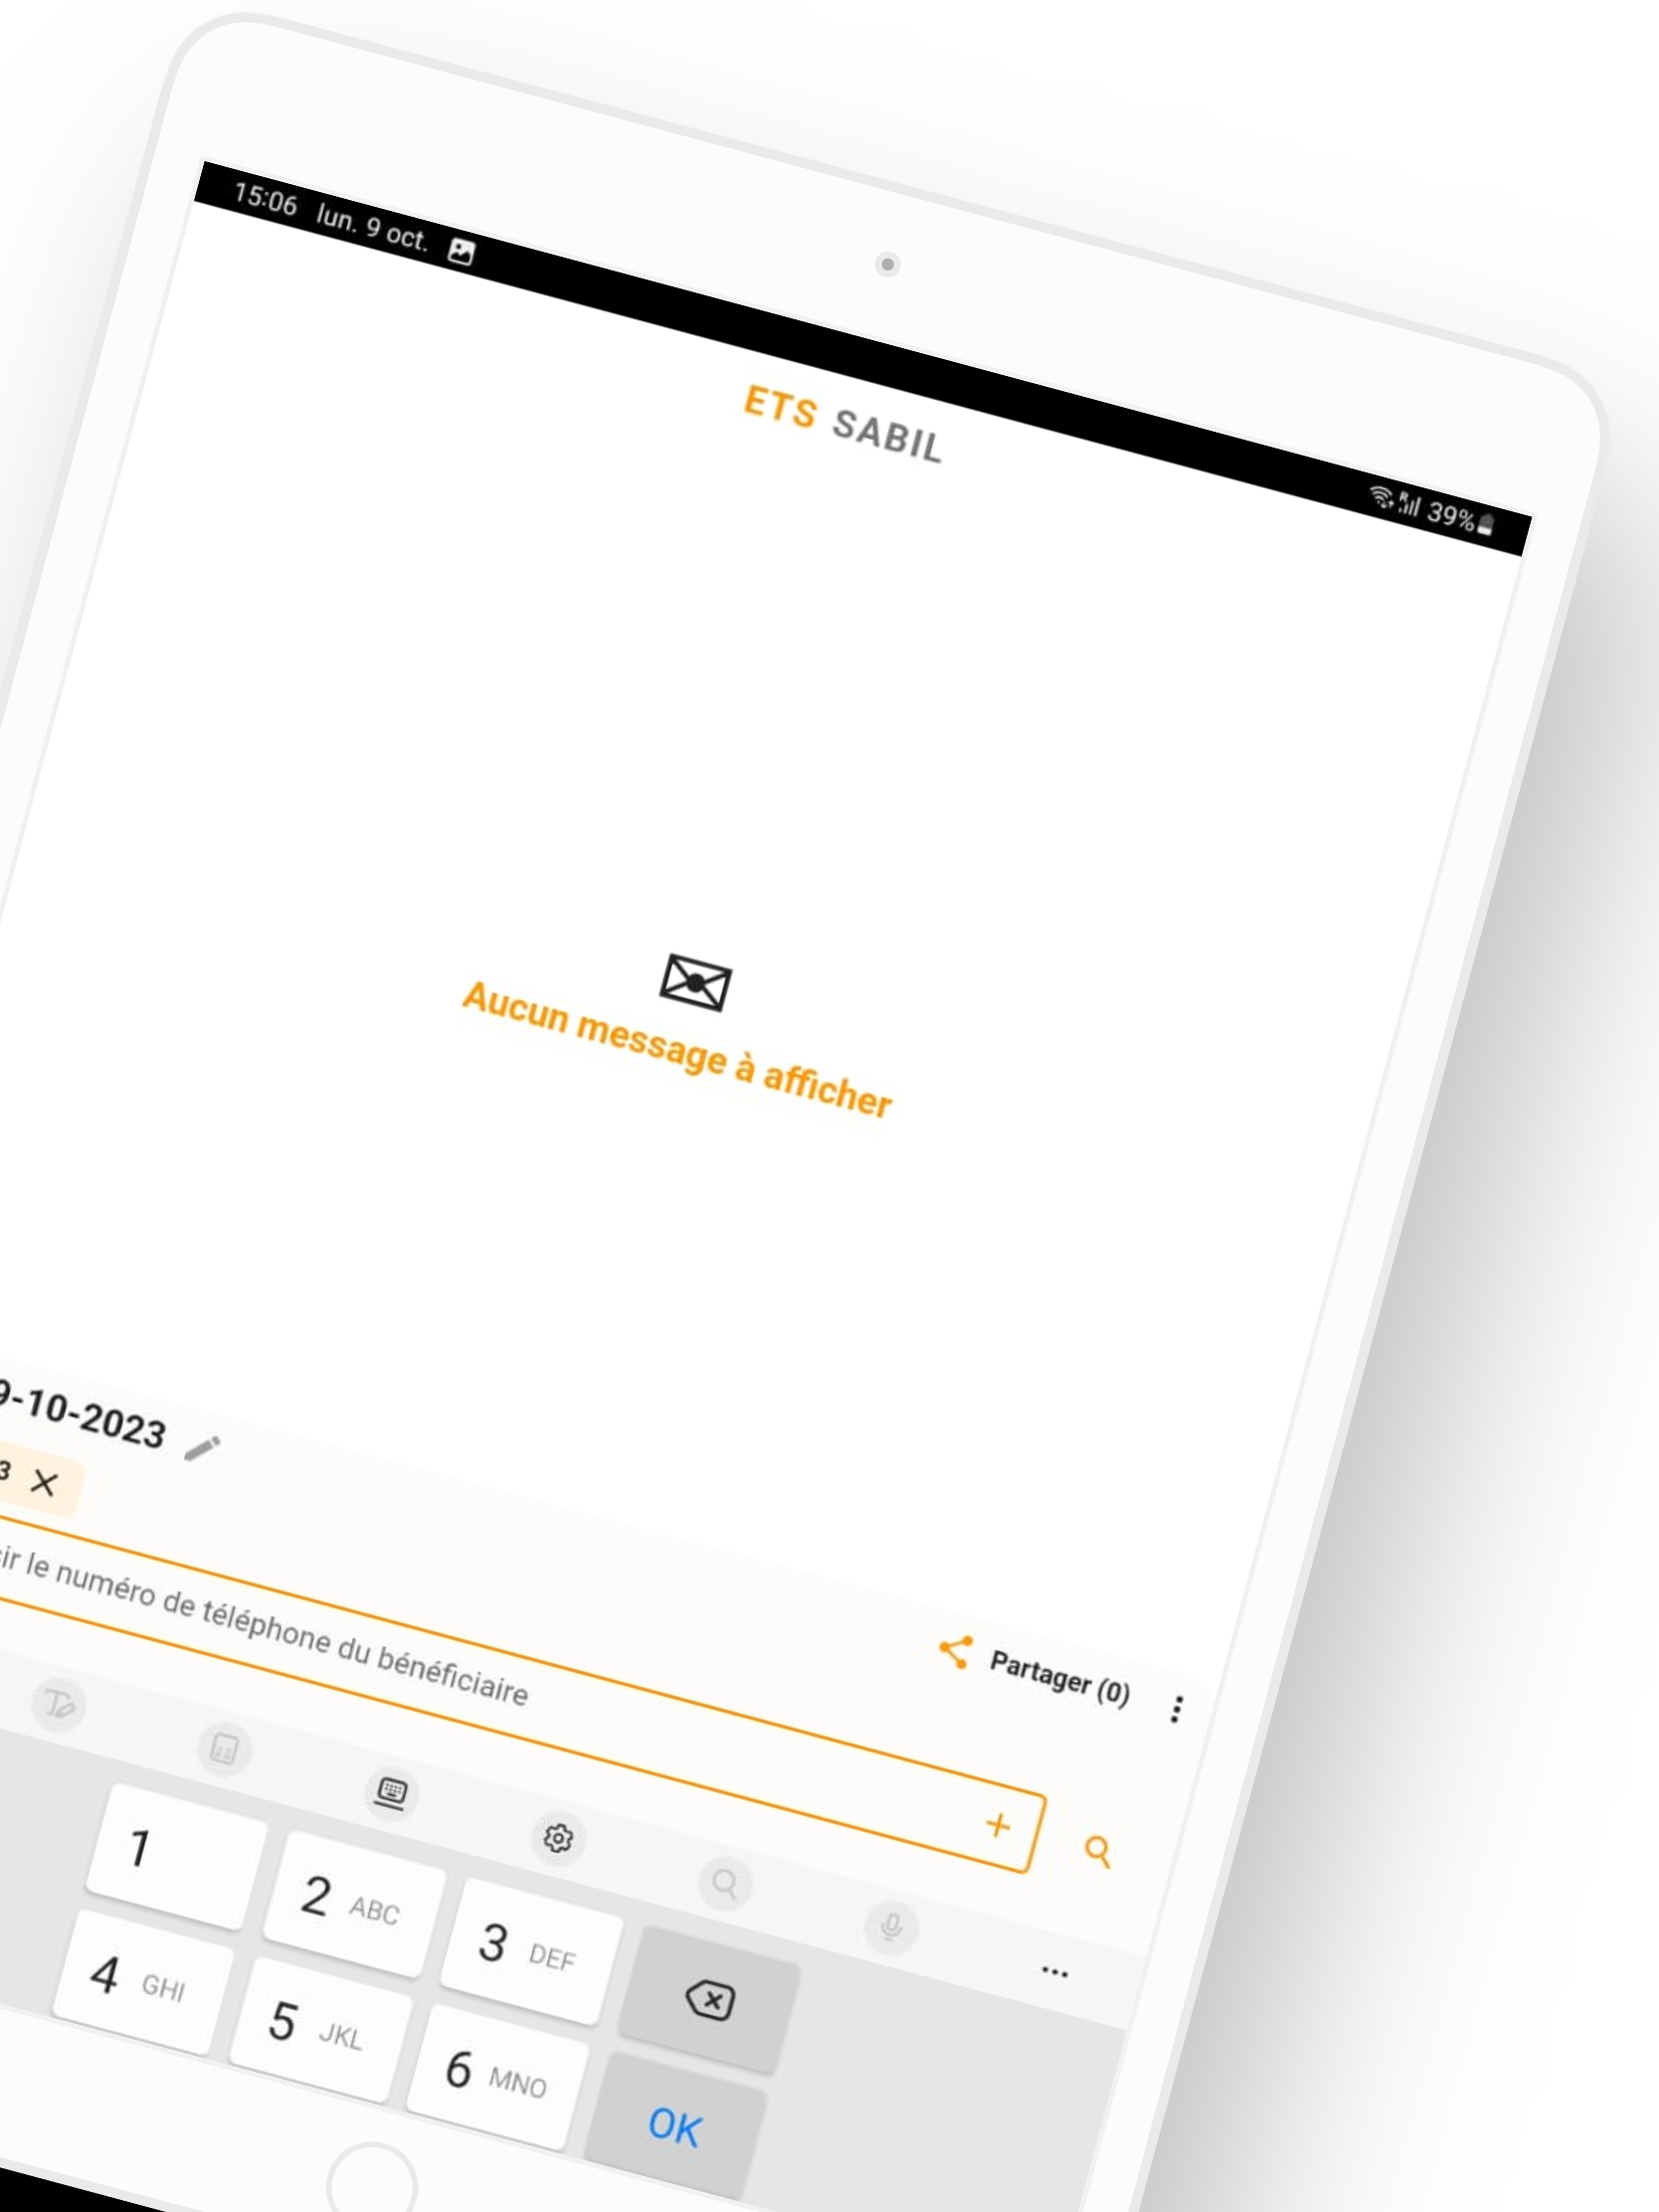 15:06 lun. 9 oct.
39%
ETS SABIL
Aucun message à afficher
9-10-2023
3
Partager (0)
le numéro de téléphone du bénéficiaire
1
2 ABC
3 DEF
4 GHI
5 JKL
6 MNO
OK